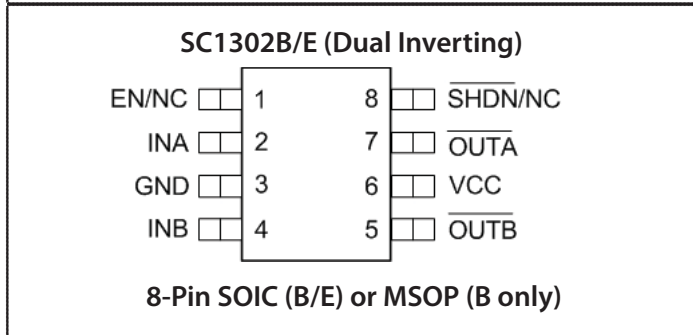 SC1302B/E (Dual Inverting)
EN/NC 1 8 SHDN/NC
INA 2 7 OUTA
GND 3 6 VCC
INB 4 5 OUTB
8-Pin SOIC (B/E) or MSOP (B only)